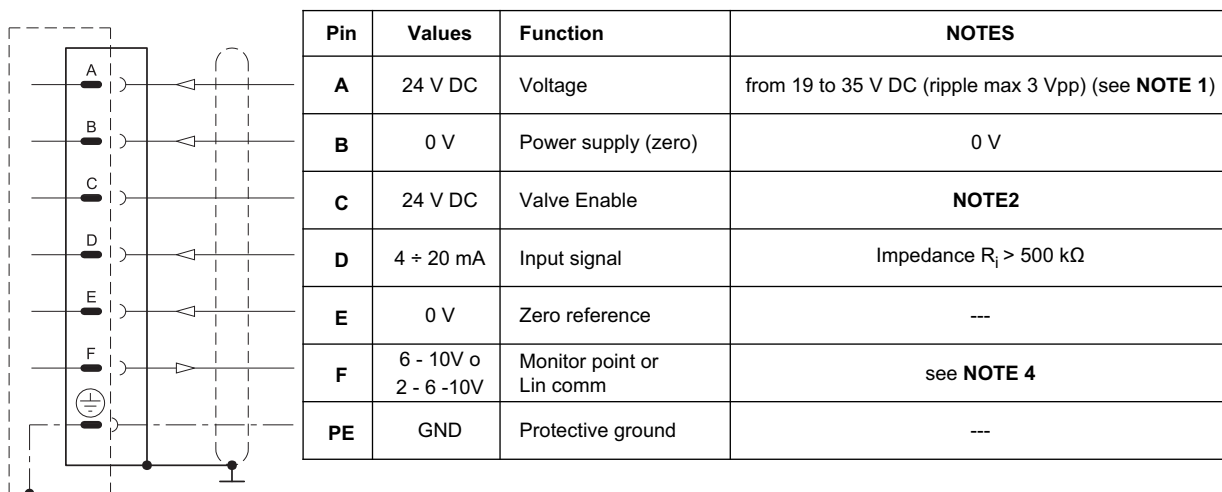 Pin Values Function NOTES
A A 24 V DC Voltage from 19 to 35 V DC (ripple max 3 Vpp) (see NOTE 1)
B B 0 V Power supply (zero) 0 V
C C 24 V DC Valve Enable NOTE2
D D 4 ÷ 20 mA Input signal Impedance Ri > 500 kΩ
E E 0 V Zero reference ---
F F 6 - 10V o Monitor point or see NOTE 4
2 - 6 -10V Lin comm
PE GND Protective ground ---